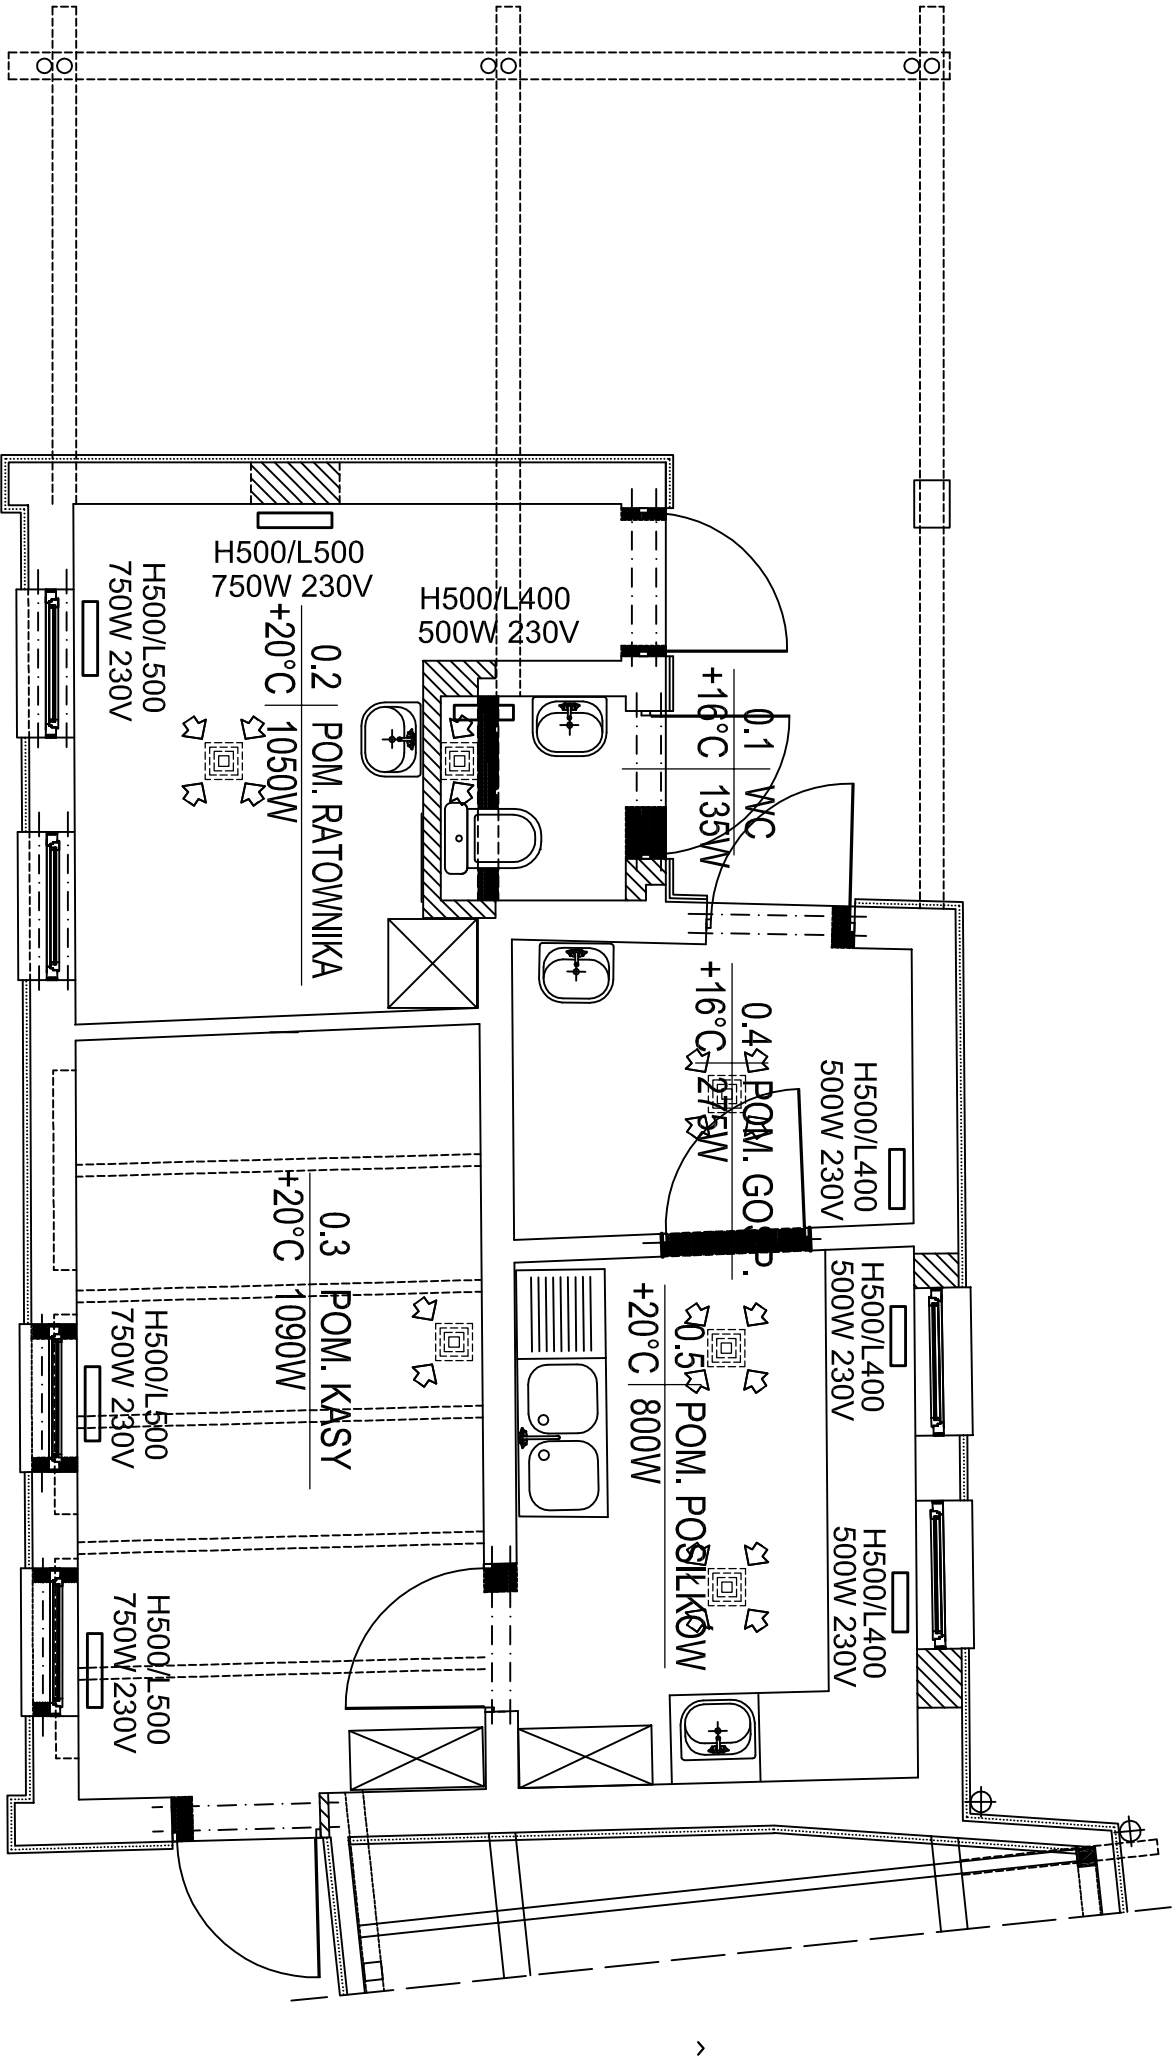 H500/L500
750W 230V
H500/L400
500W 230V
H500/L500
750W 230V
0.2 POM. RATOWNIKA
+20°C 1050W
0.1 WC
+16°C 135W
0.4 POM. GOSP.
+16°C 275W
H500/L400
500W 230V
0.3 POM. KASY
+20°C 1090W
H500/L500
750W 230V
0.5 POM. POSIŁKÓW
+20°C 800W
H500/L400
500W 230V
H500/L400
500W 230V
H500/L500
750W 230V